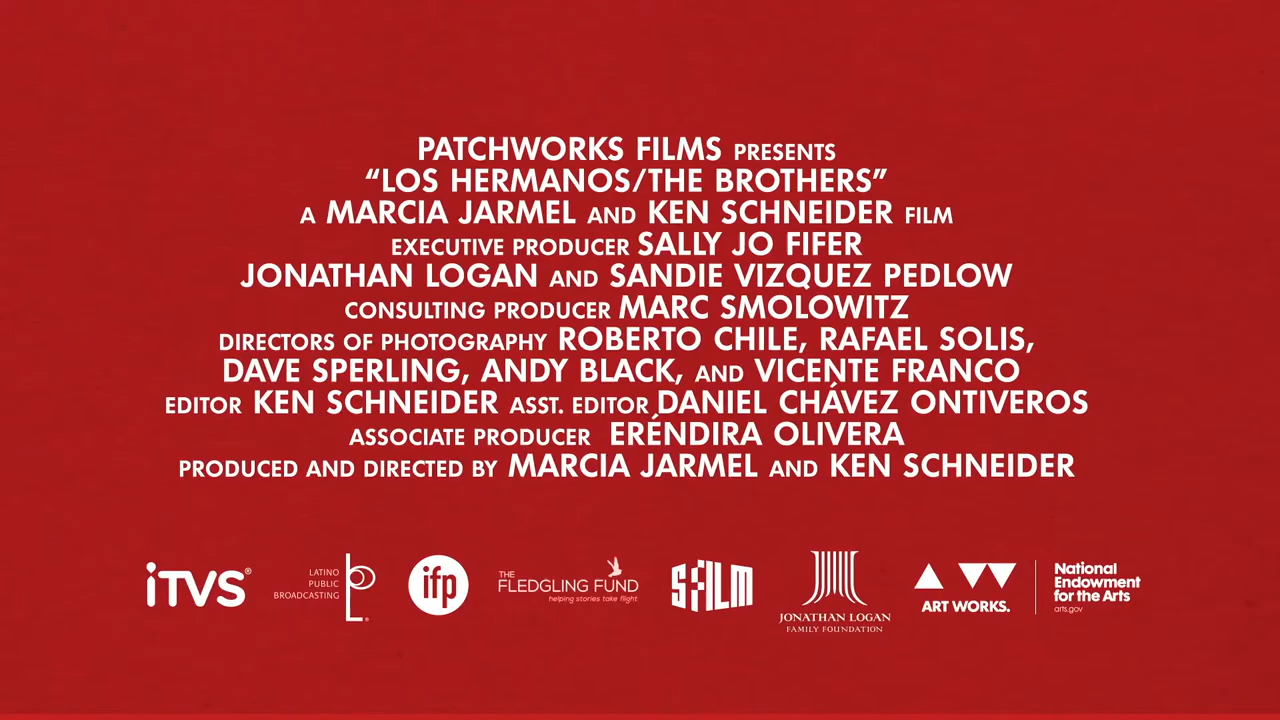 PATCHWORKS FILMS PRESENTS
“LOS HERMANOS/THE BROTHERS”
A MARCIA JARMEL AND KEN SCHNEIDER FILM
EXECUTIVE PRODUCER SALLY JO FIFER
JONATHAN LOGAN AND SANDIE VIZQUEZ PEDLOW
CONSULTING PRODUCER MARC SMOLOWITZ
DIRECTORS OF PHOTOGRAPHY ROBERTO CHILE, RAFAEL SOLIS,
DAVE SPERLING, ANDY BLACK, AND VICENTE FRANCO
EDITOR KEN SCHNEIDER ASST. EDITOR DANIEL CHÁVEZ ONTIVEROS
ASSOCIATE PRODUCER ERÉNDIRA OLIVERA
PRODUCED AND DIRECTED BY MARCIA JARMEL AND KEN SCHNEIDER
iTVS®
LATINO
PUBLIC
BROADCASTING
ifp
THE
FLEDGLING FUND
helping stories take flight.
SFFILM
JONATHAN LOGAN
FAMILY FOUNDATION
ART WORKS.
National
Endowment
for the Arts
arts.gov